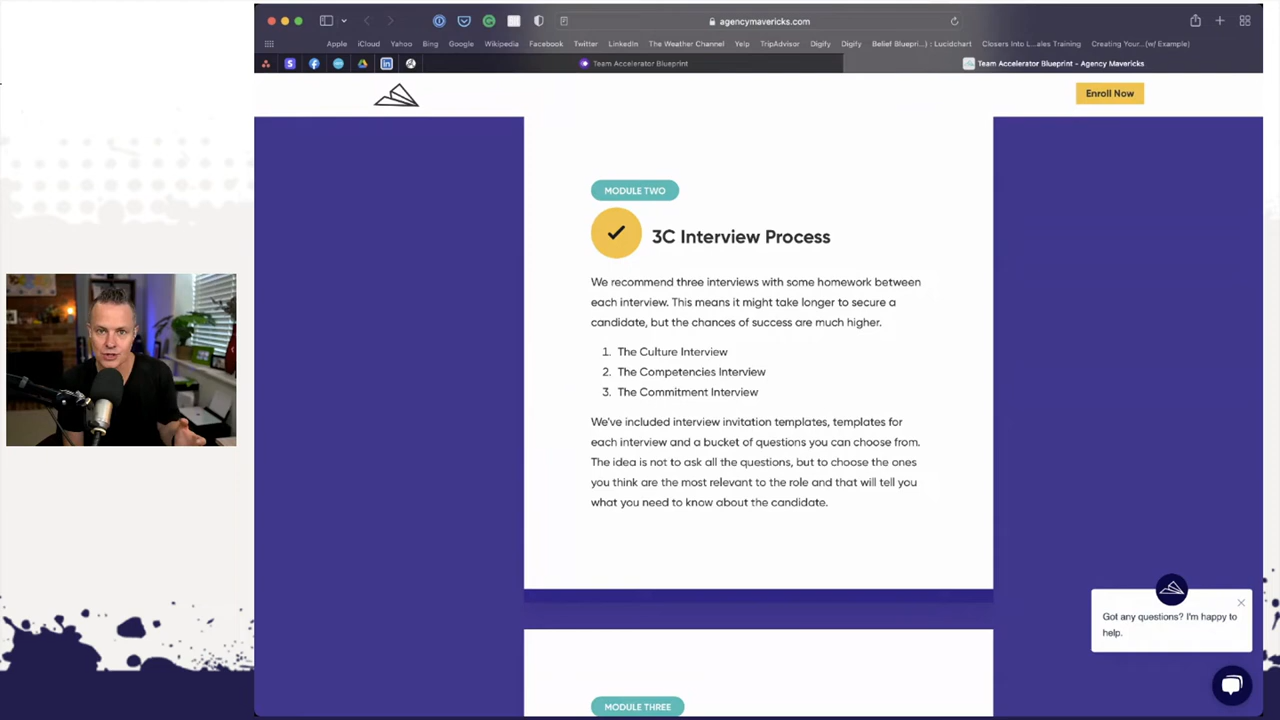 agencymavericks.com
Apple iCloud Yahoo Bing Google Wikipedia Facebook Twitter LinkedIn The Weather Channel Yelp TripAdvisor Digify Digify Belief Bluepri...) : Lucidchart Closers Into L...ales Training Creating Your...(w/ Example)
Team Accelerator Blueprint
Team Accelerator Blueprint - Agency Mavericks
Enroll Now
MODULE TWO
3C Interview Process
We recommend three interviews with some homework between
each interview. This means it might take longer to secure a
candidate, but the chances of success are much higher.
1. The Culture Interview
2. The Competencies Interview
3. The Commitment Interview
We've included interview invitation templates, templates for
each interview and a bucket of questions you can choose from.
The idea is not to ask all the questions, but to choose the ones
you think are the most relevant to the role and that will tell you
what you need to know about the candidate.
Got any questions? I'm happy to
help.
MODULE THREE